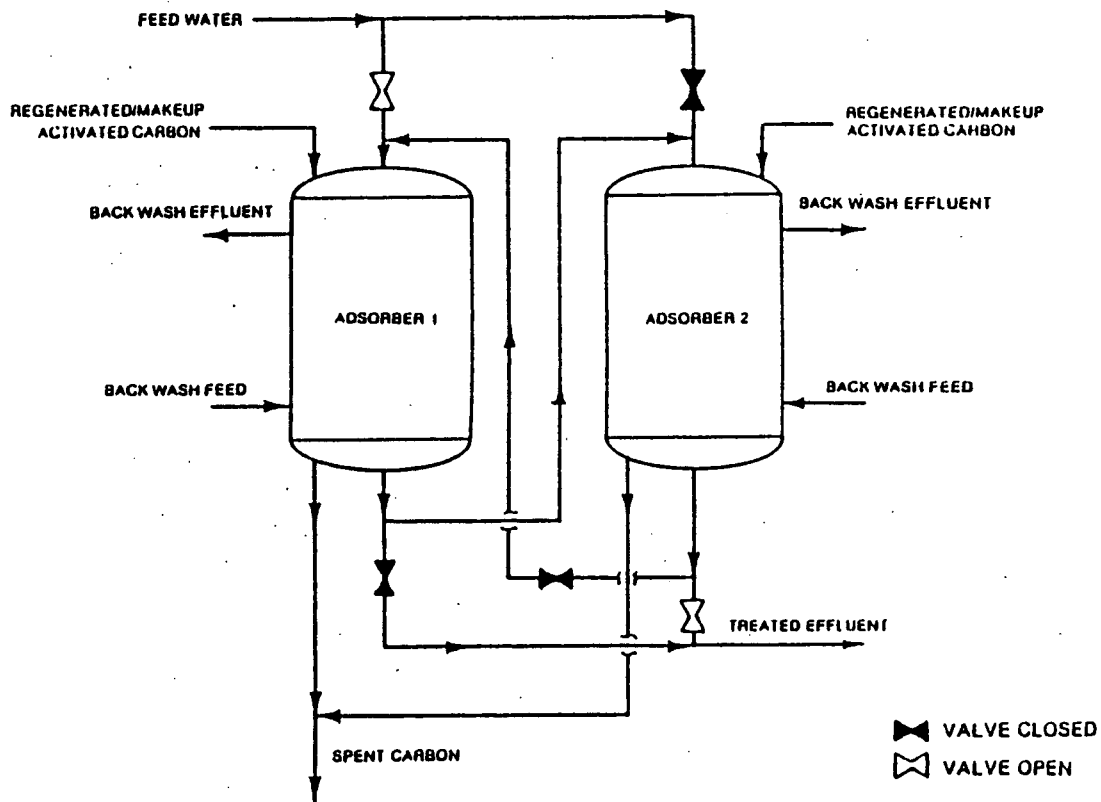 FEED WATER
REGENERATED/MAKEUP
ACTIVATED CARBON
REGENERATED/MAKEUP
ACTIVATED CARBON
BACK WASH EFFLUENT
BACK WASH EFFLUENT
ADSORBER 1
ADSORBER 2
BACK WASH FEED
BACK WASH FEED
TREATED EFFLUENT
SPENT CARBON
VALVE CLOSED
VALVE OPEN